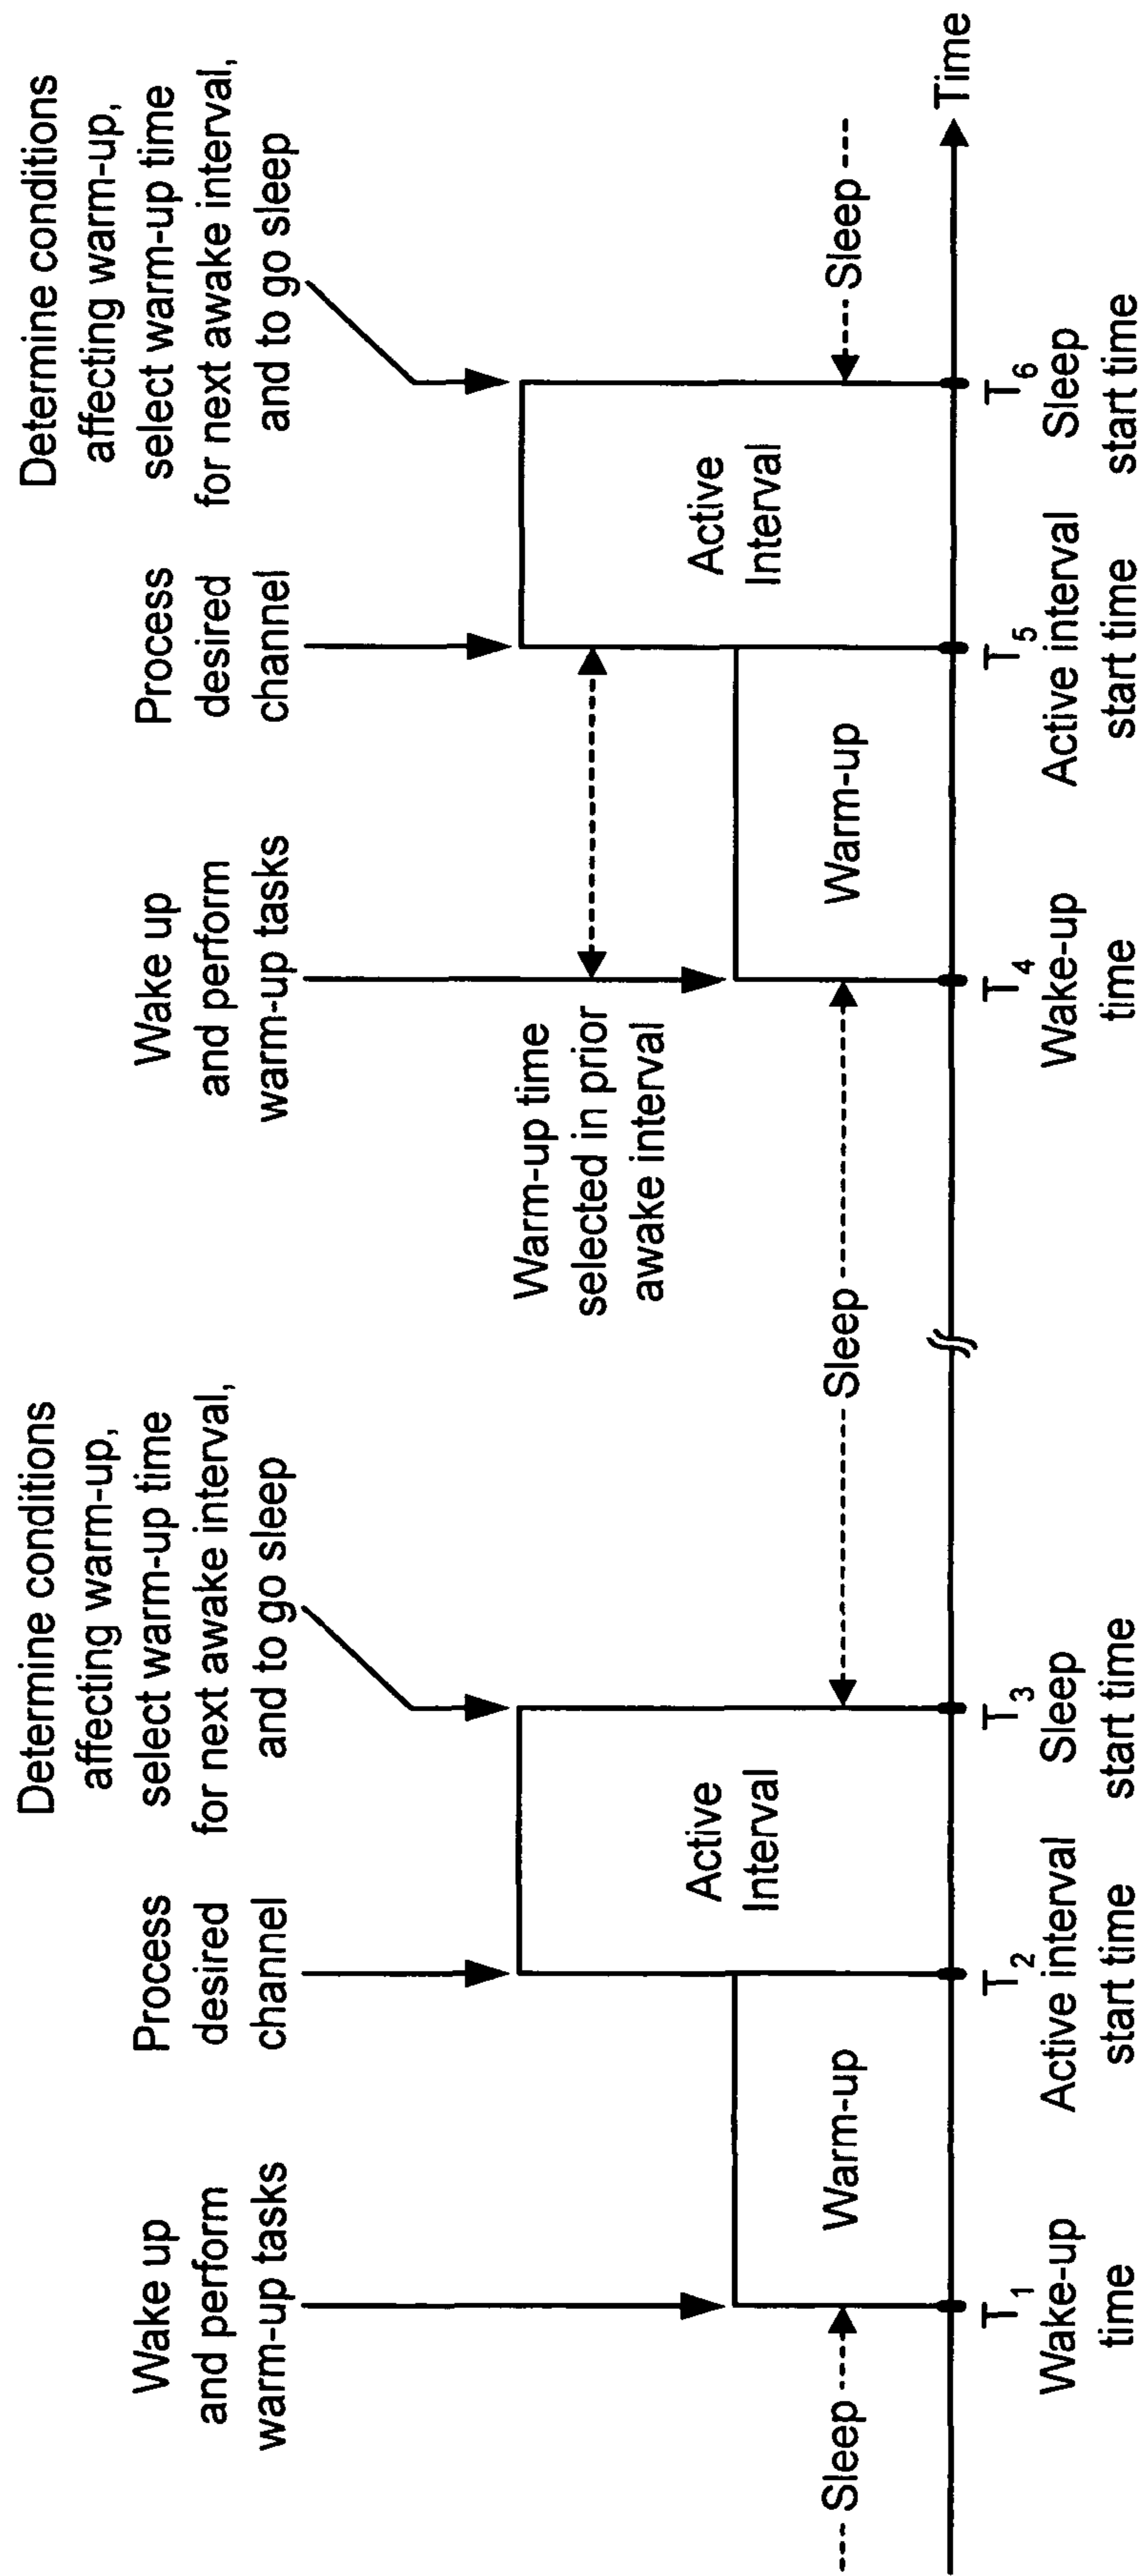 Wake up
and perform
warm-up tasks
Process
desired
channel
Determine conditions
affecting warm-up,
select warm-up time
for next awake interval,
and to go sleep
Wake up
and perform
warm-up tasks
Process
desired
channel
Determine conditions
affecting warm-up,
select warm-up time
for next awake interval,
and to go sleep
Warm-up time
selected in prior
awake interval
Active
Interval
Active
Interval
Sleep
Warm-up
Sleep
Warm-up
Sleep
Time
T1
Wake-up
time
T2
Active interval
start time
T3
Sleep
start time
T4
Wake-up
time
T5
Active interval
start time
T6
Sleep
start time